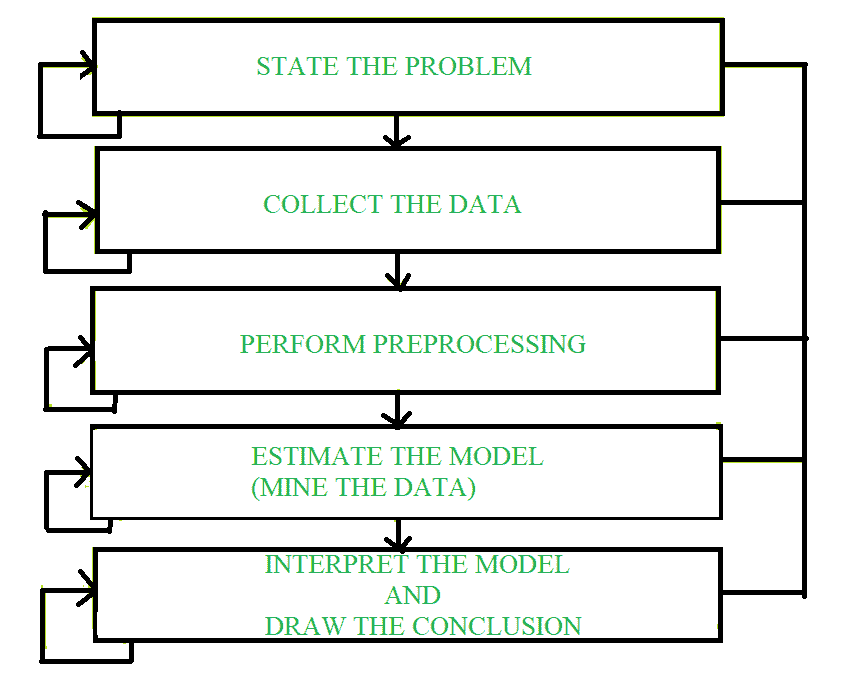 STATE THE PROBLEM
COLLECT THE DATA
PERFORM PREPROCESSING
ESTIMATE THE MODEL
(MINE THE DATA)
INTERPRET THE MODEL
AND
DRAW THE CONCLUSION